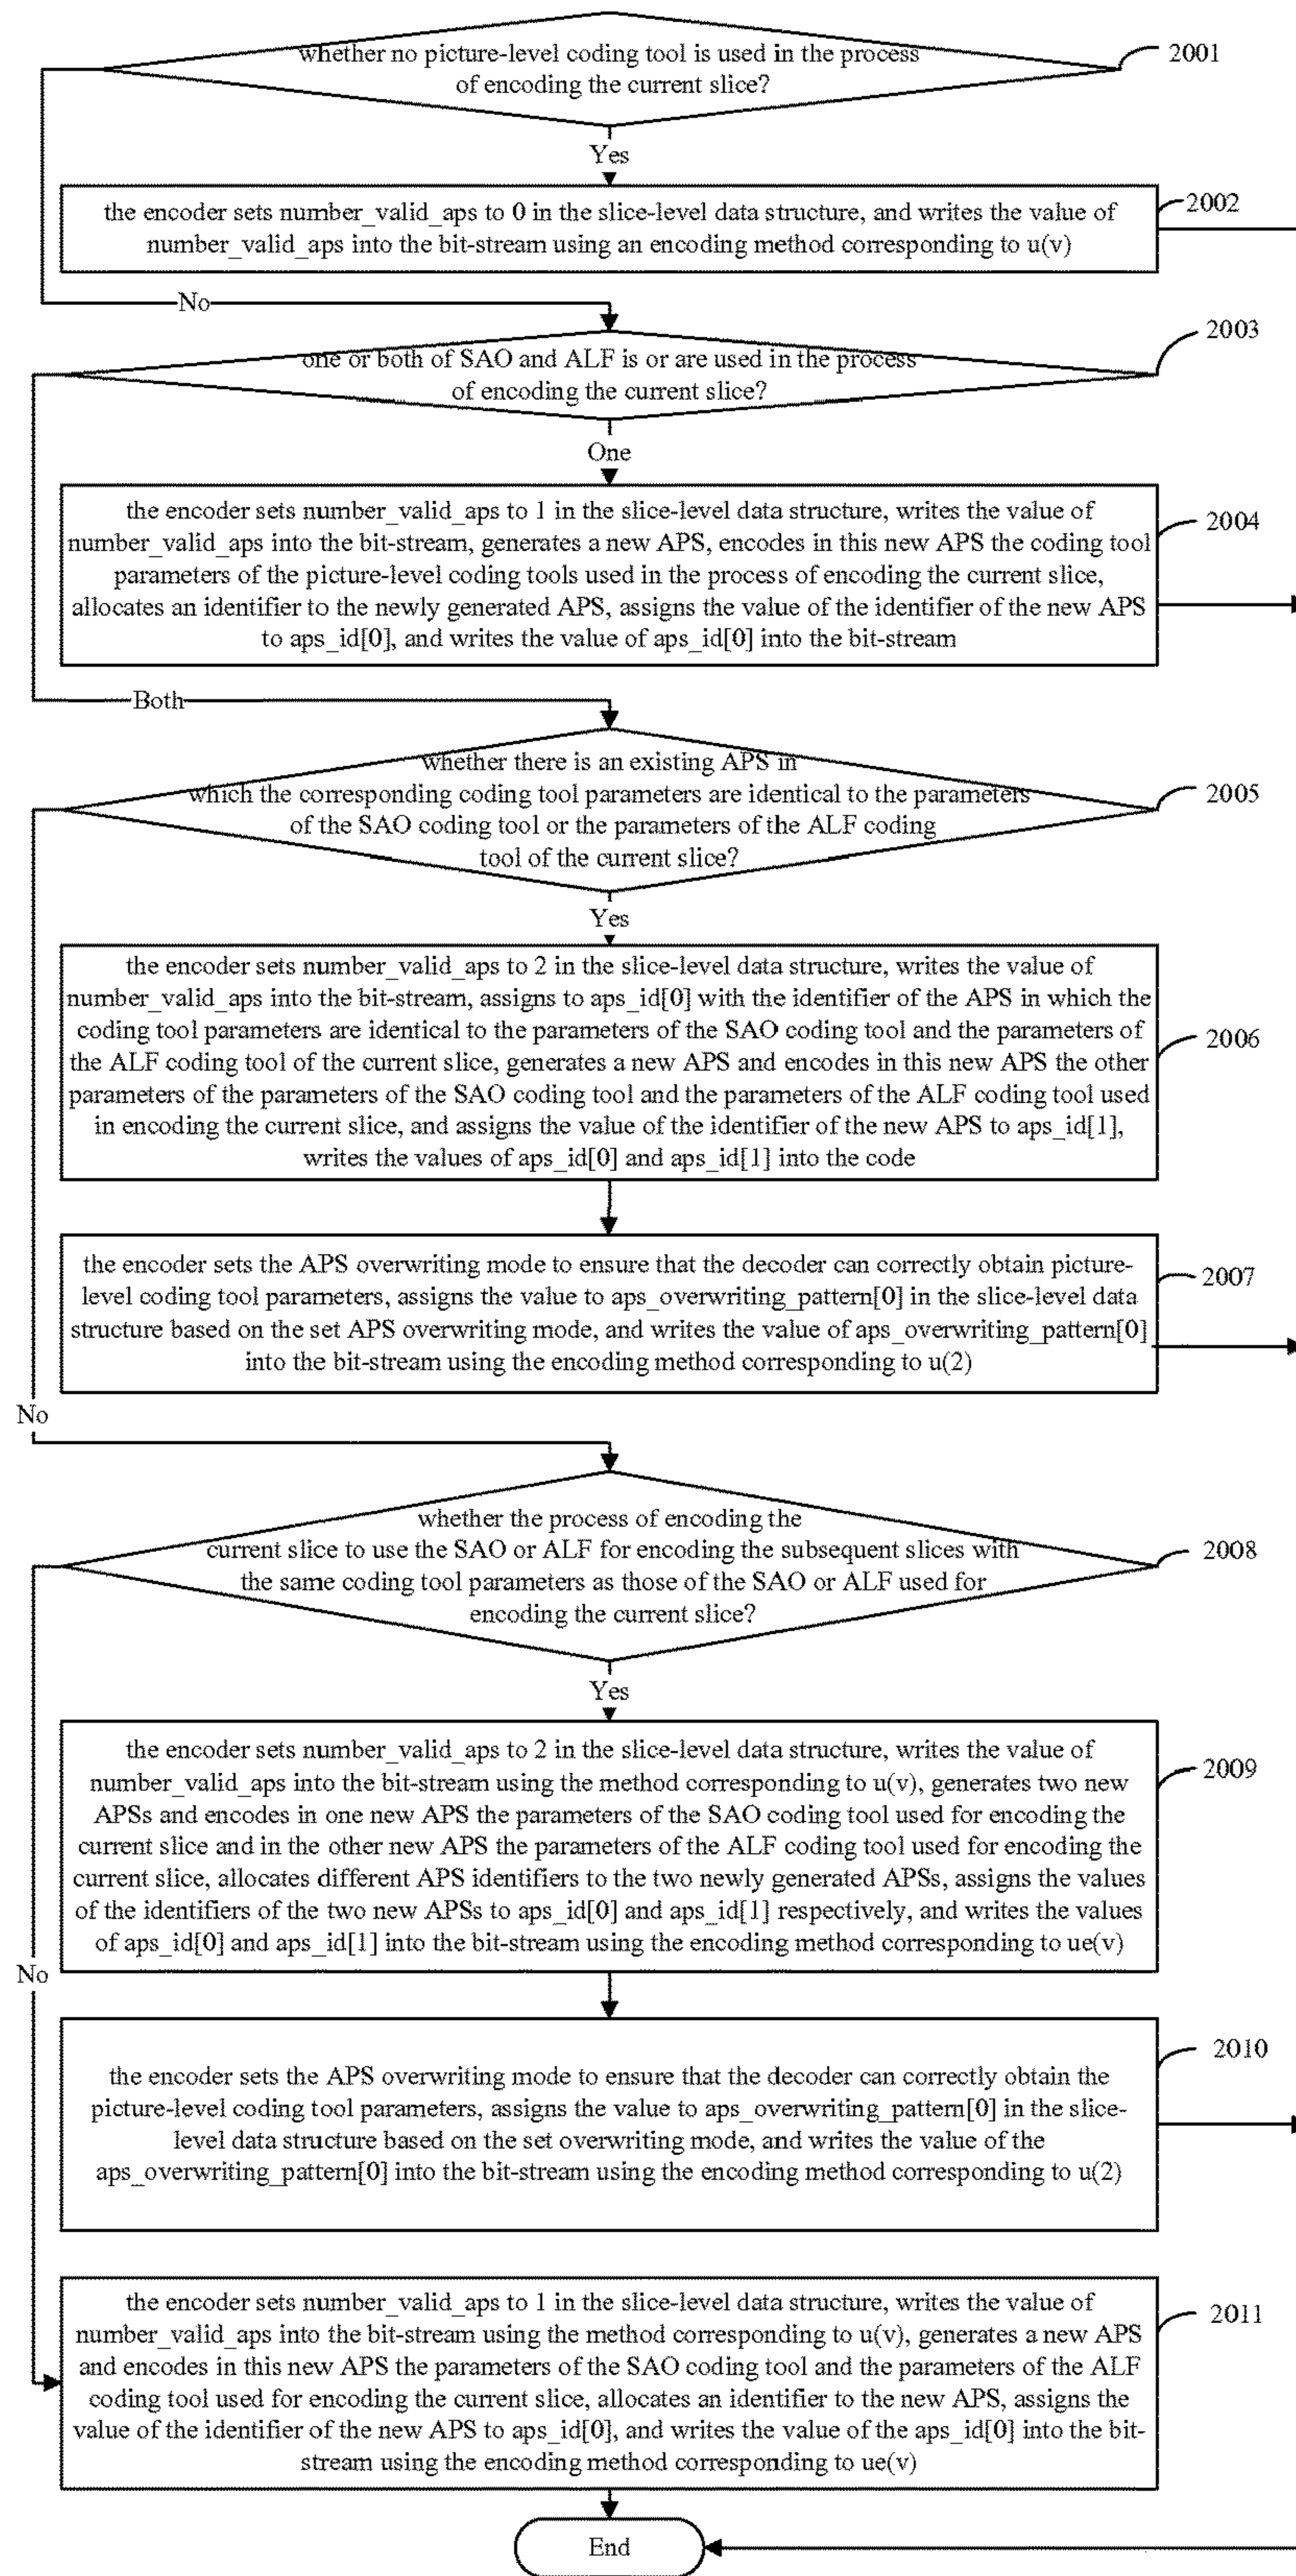 whether no picture-level coding tool is used in the process
of encoding the current slice?
2001
Yes
the encoder sets number_valid_aps to 0 in the slice-level data structure, and writes the value of
number_valid_aps into the bit-stream using an encoding method corresponding to u(v)
2002
No
one or both of SAO and ALF is or are used in the process
of encoding the current slice?
2003
One
the encoder sets number_valid_aps to 1 in the slice-level data structure, writes the value of
number_valid_aps into the bit-stream, generates a new APS, encodes in this new APS the coding tool
parameters of the picture-level coding tools used in the process of encoding the current slice,
allocates an identifier to the newly generated APS, assigns the value of the identifier of the new APS
to aps_id[0], and writes the value of aps_id[0] into the bit-stream
2004
Both
whether there is an existing APS in
which the corresponding coding tool parameters are identical to the parameters
of the SAO coding tool or the parameters of the ALF coding
tool of the current slice?
2005
Yes
the encoder sets number_valid_aps to 2 in the slice-level data structure, writes the value of
number_valid_aps into the bit-stream, assigns to aps_id[0] with the identifier of the APS in which the
coding tool parameters are identical to the parameters of the SAO coding tool and the parameters of
the ALF coding tool of the current slice, generates a new APS and encodes in this new APS the other
parameters of the parameters of the SAO coding tool and the parameters of the ALF coding tool used
in encoding the current slice, and assigns the value of the identifier of the new APS to aps_id[1],
writes the values of aps_id[0] and aps_id[1] into the code
2006
the encoder sets the APS overwriting mode to ensure that the decoder can correctly obtain picture-
level coding tool parameters, assigns the value to aps_overwriting_pattern[0] in the slice-level data
structure based on the set APS overwriting mode, and writes the value of aps_overwriting_pattern[0]
into the bit-stream using the encoding method corresponding to u(2)
2007
No
whether the process of encoding the
current slice to use the SAO or ALF for encoding the subsequent slices with
the same coding tool parameters as those of the SAO or ALF used for
encoding the current slice?
2008
Yes
the encoder sets number_valid_aps to 2 in the slice-level data structure, writes the value of
number_valid_aps into the bit-stream using the method corresponding to u(v), generates two new
APSs and encodes in one new APS the parameters of the SAO coding tool used for encoding the
current slice and in the other new APS the parameters of the ALF coding tool used for encoding the
current slice, allocates different APS identifiers to the two newly generated APSs, assigns the values
of the identifiers of the two new APSs to aps_id[0] and aps_id[1] respectively, and writes the values
of aps_id[0] and aps_id[1] into the bit-stream using the encoding method corresponding to ue(v)
2009
No
the encoder sets the APS overwriting mode to ensure that the decoder can correctly obtain the
picture-level coding tool parameters, assigns the value to aps_overwriting_pattern[0] in the slice-
level data structure based on the set overwriting mode, and writes the value of the
aps_overwriting_pattern[0] into the bit-stream using the encoding method corresponding to u(2)
2010
the encoder sets number_valid_aps to 1 in the slice-level data structure, writes the value of
number_valid_aps into the bit-stream using the method corresponding to u(v), generates a new APS
and encodes in this new APS the parameters of the SAO coding tool and the parameters of the ALF
coding tool used for encoding the current slice, allocates an identifier to the new APS, assigns the
value of the identifier of the new APS to aps_id[0], and writes the value of the aps_id[0] into the bit-
stream using the encoding method corresponding to ue(v)
2011
End